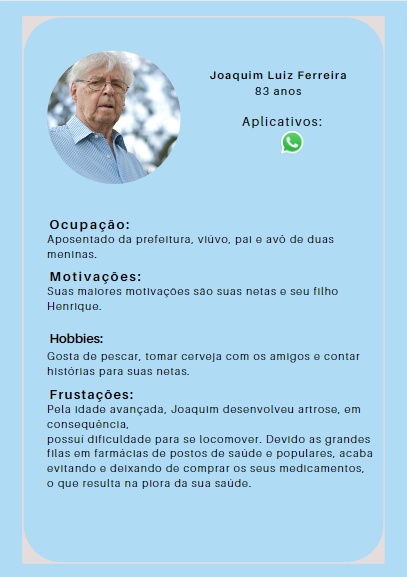 Joaquim Luiz Ferreira
83 anos
Aplicativos:
Ocupação:
Aposentado da prefeitura, viúvo, pai e avô de duas
meninas.
Motivações:
Suas maiores motivações são suas netas e seu filho
Henrique.
Hobbies:
Gosta de pescar, tomar cerveja com os amigos e contar
histórias para suas netas.
Frustações:
Pela idade avançada, Joaquim desenvolveu artrose, em
consequência,
possui dificuldade para se locomover. Devido as grandes
filas em farmácias de postos de saúde e populares, acaba
evitando e deixando de comprar os seus medicamentos,
o que resulta na piora da sua saúde.